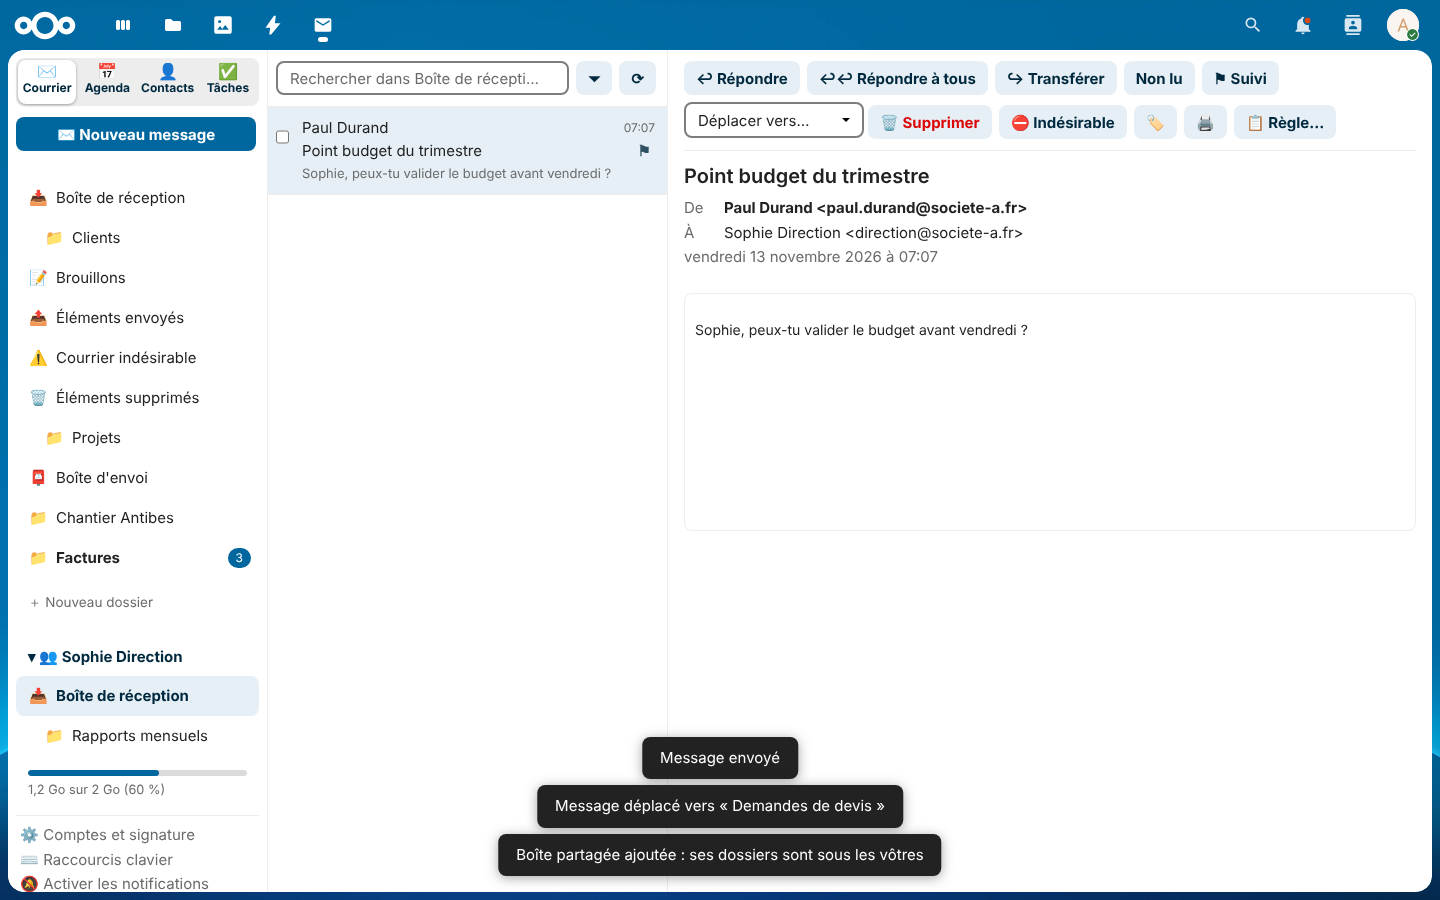 A
Courrier
Agenda
Contacts
Tâches
Nouveau message
Boîte de réception
Clients
Brouillons
Éléments envoyés
Courrier indésirable
Éléments supprimés
Projets
Boîte d'envoi
Chantier Antibes
Factures 3
+ Nouveau dossier
▾ Sophie Direction
Boîte de réception
Rapports mensuels
1,2 Go sur 2 Go (60 %)
Comptes et signature
Raccourcis clavier
Activer les notifications
Rechercher dans Boîte de récepti…
Paul Durand 07:07
Point budget du trimestre
Sophie, peux-tu valider le budget avant vendredi ?
Répondre
Répondre à tous
Transférer
Non lu
Suivi
Déplacer vers…
Supprimer
Indésirable
Règle…
Point budget du trimestre
De Paul Durand <paul.durand@societe-a.fr>
À Sophie Direction <direction@societe-a.fr>
vendredi 13 novembre 2026 à 07:07
Sophie, peux-tu valider le budget avant vendredi ?
Message envoyé
Message déplacé vers « Demandes de devis »
Boîte partagée ajoutée : ses dossiers sont sous les vôtres